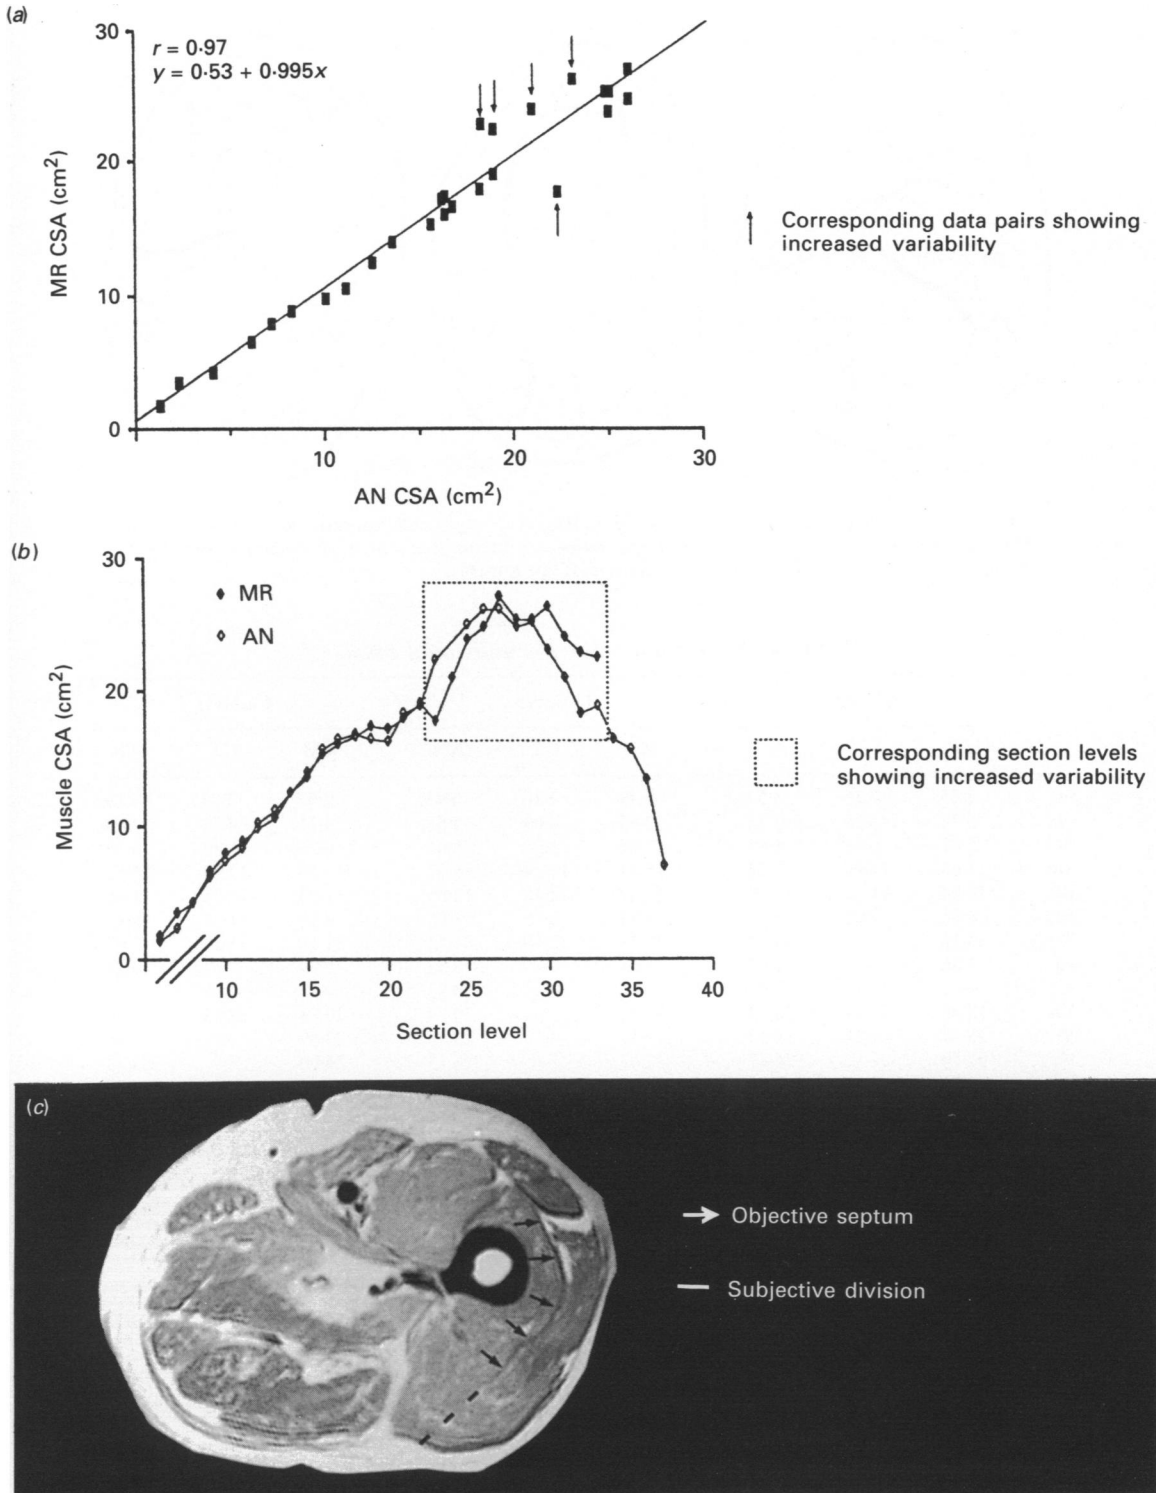 (a)
30
r = 0·97
y = 0·53 + 0·995x
20
MR CSA (cm²)
10
0
10
20
30
AN CSA (cm²)
Corresponding data pairs showing
increased variability
(b)
30
MR
AN
20
Muscle CSA (cm²)
10
0
10
15
20
25
30
35
40
Section level
Corresponding section levels
showing increased variability
(c)
Objective septum
Subjective division